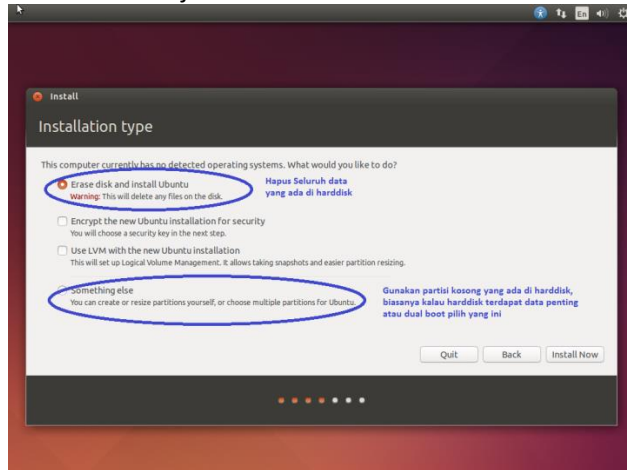 En
Install
Installation type
This computer currently has no detected operating systems. What would you like to do?
Erase disk and install Ubuntu
Warning: This will delete any files on the disk.
Hapus Seluruh data
yang ada di harddisk
Encrypt the new Ubuntu installation for security
You will choose a security key in the next step.
Use LVM with the new Ubuntu installation
This will set up Logical Volume Management. It allows taking snapshots and easier partition resizing.
Something else
You can create or resize partitions yourself, or choose multiple partitions for Ubuntu.
Gunakan partisi kosong yang ada di harddisk,
biasanya kalau harddisk terdapat data penting
atau dual boot pilih yang ini
Quit
Back
Install Now